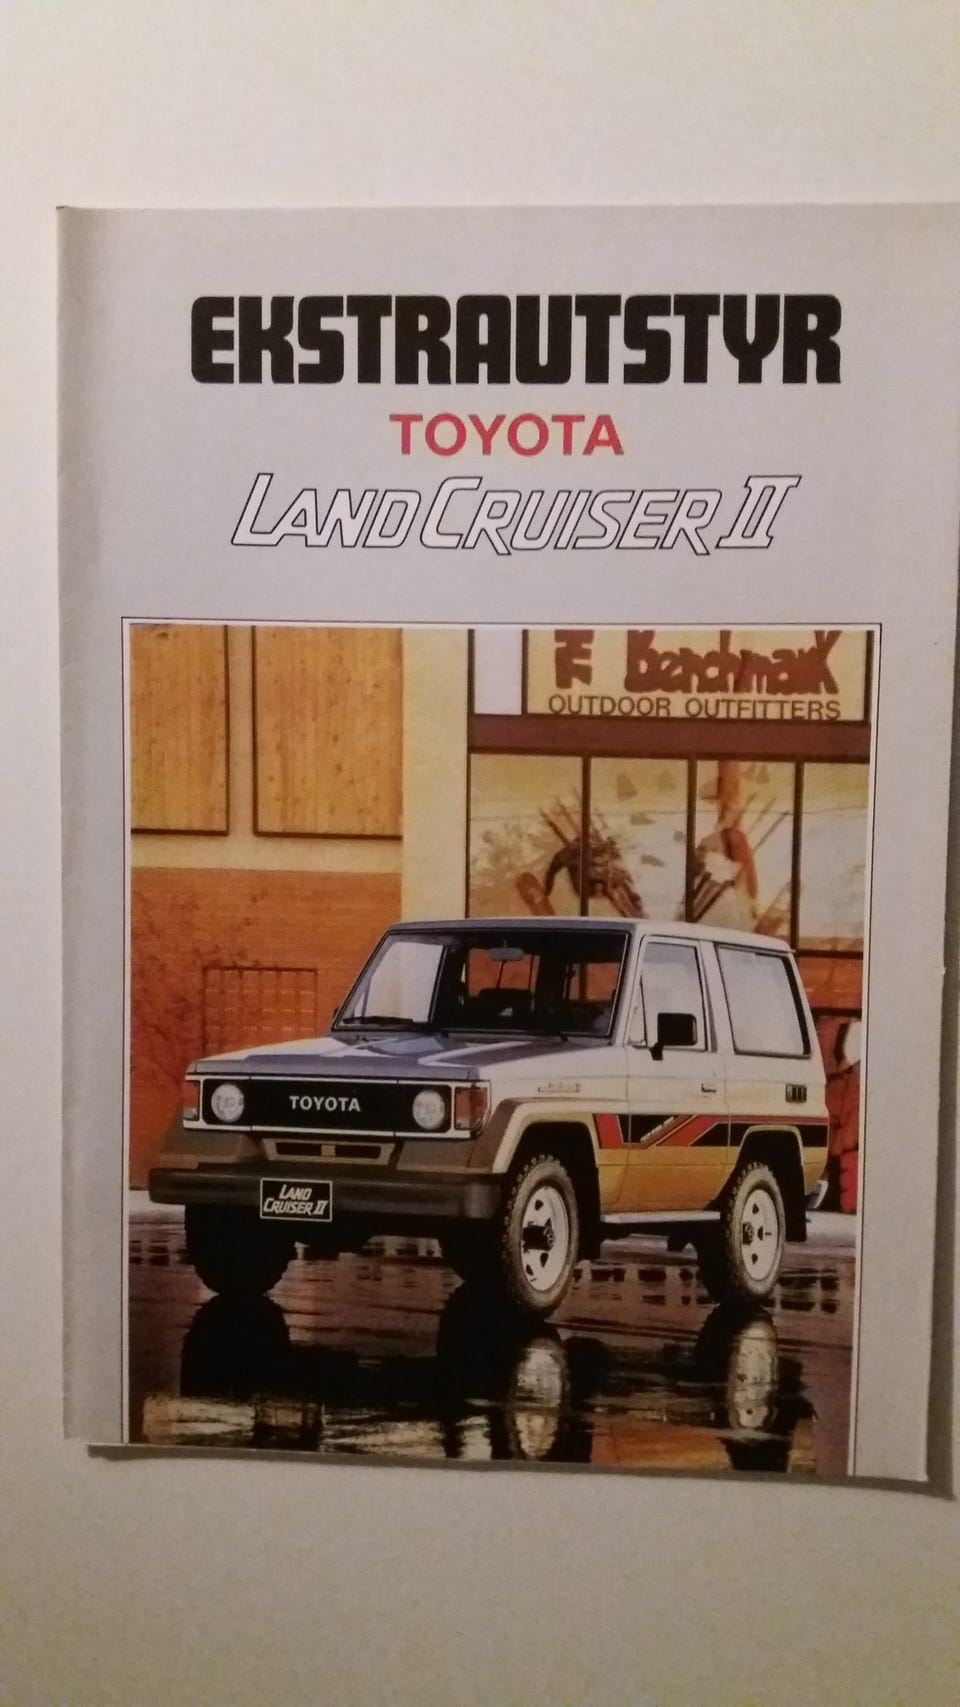 EKSTRAUTSTYR
TOYOTA
LAND CRUISER II
Benchmark
OUTDOOR OUTFITTERS
TOYOTA
LAND
CRUISER II